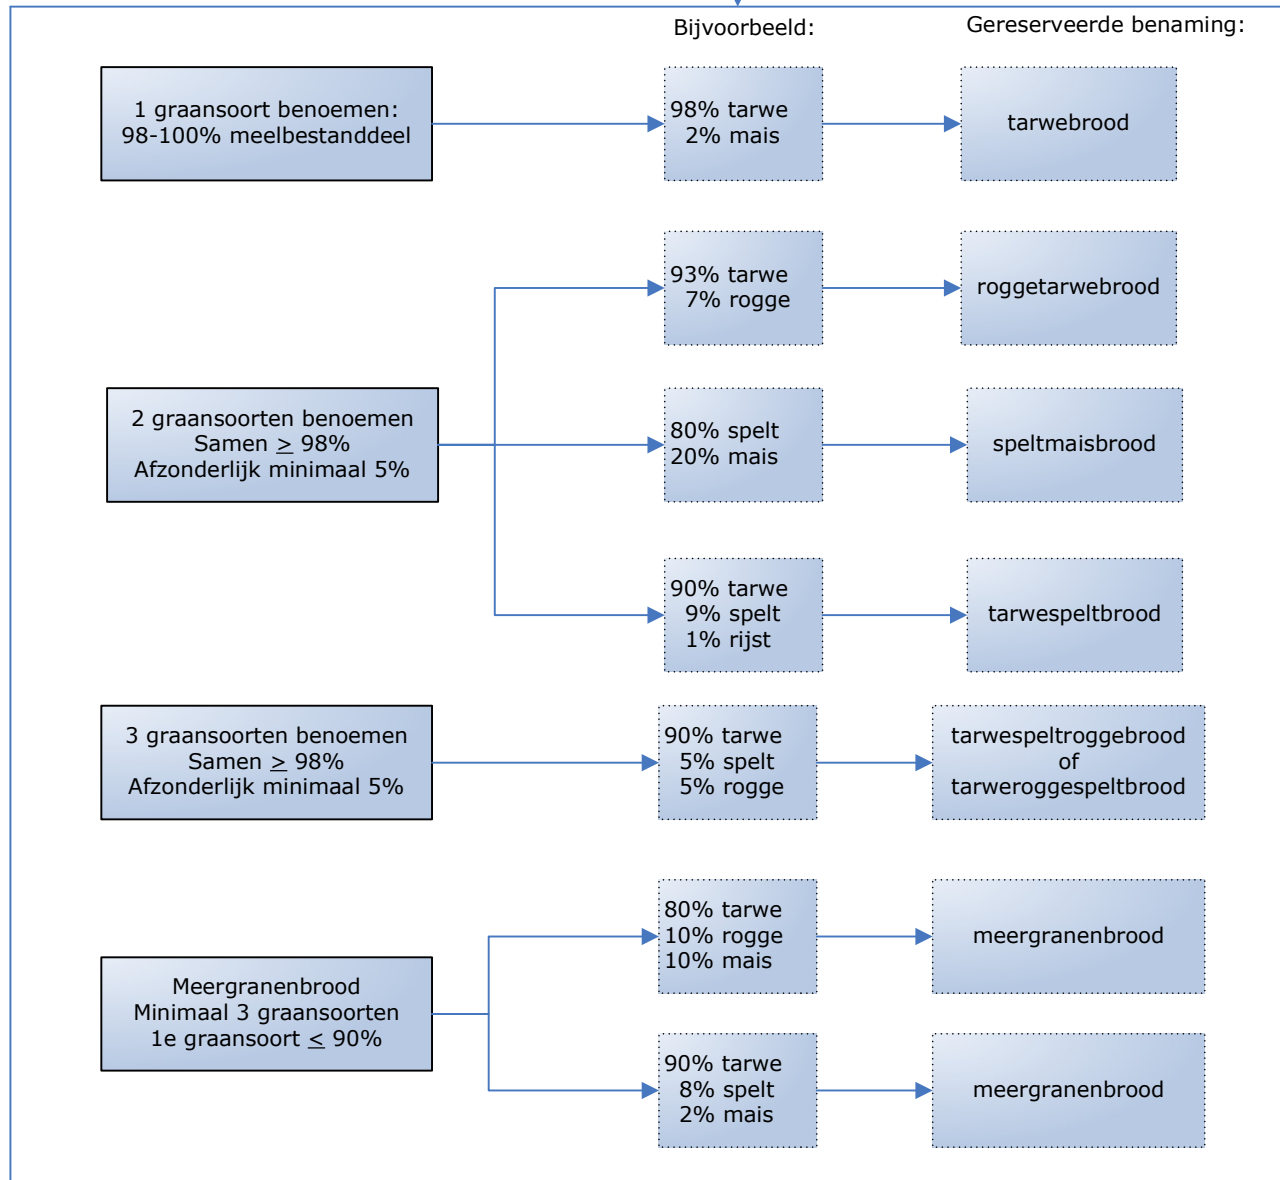 Bijvoorbeeld:
Gereserveerde benaming:
1 graansoort benoemen:
98-100% meelbestanddeel
98% tarwe
2% mais
tarwebrood
93% tarwe
7% rogge
roggetarwebrood
2 graansoorten benoemen
Samen ≥ 98%
Afzonderlijk minimaal 5%
80% spelt
20% mais
speltmaisbrood
90% tarwe
9% spelt
1% rijst
tarwespeltbrood
3 graansoorten benoemen
Samen ≥ 98%
Afzonderlijk minimaal 5%
90% tarwe
5% spelt
5% rogge
tarwespeltroggebrood
of
tarweroggespeltbrood
80% tarwe
10% rogge
10% mais
meergranenbrood
Meergranenbrood
Minimaal 3 graansoorten
1e graansoort ≤ 90%
90% tarwe
8% spelt
2% mais
meergranenbrood